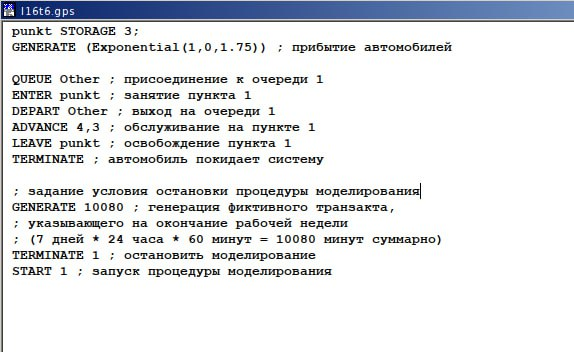 l16t6.gps
punkt STORAGE 3;
GENERATE (Exponential(1,0,1.75)) ; прибытие автомобилей
QUEUE Other ; присоединение к очереди 1
ENTER punkt ; занятие пункта 1
DEPART Other ; выход на очереди 1
ADVANCE 4,3 ; обслуживание на пункте 1
LEAVE punkt ; освобождение пункта 1
TERMINATE ; автомобиль покидает систему
; задание условия остановки процедуры моделирования
GENERATE 10080 ; генерация фиктивного транзакта,
; указывающего на окончание рабочей недели
; (7 дней * 24 часа * 60 минут = 10080 минут суммарно)
TERMINATE 1 ; остановить моделирование
START 1 ; запуск процедуры моделирования